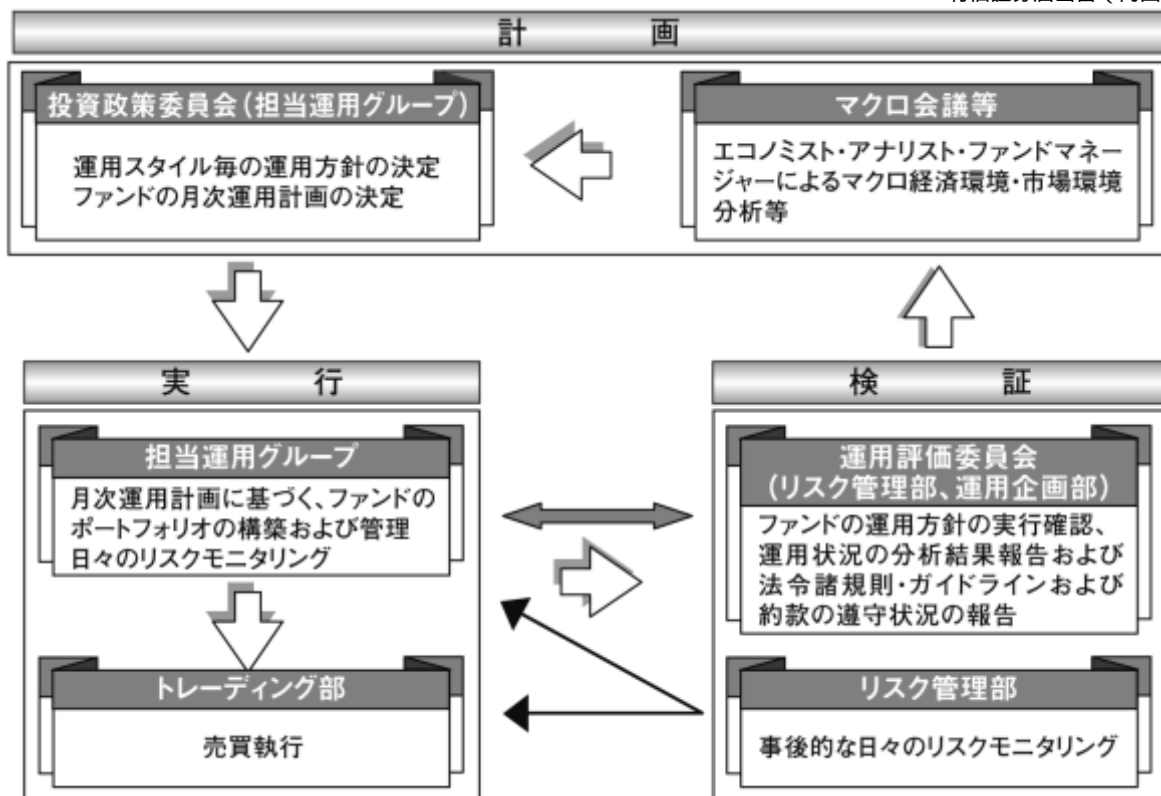 計 画
投資政策委員会(担当運用グループ)
運用スタイル毎の運用方針の決定
ファンドの月次運用計画の決定
マクロ会議等
エコノミスト・アナリスト・ファンドマネー
ジャーによるマクロ経済環境・市場環境
分析等
実 行
担当運用グループ
月次運用計画に基づく、ファンドの
ポートフォリオの構築および管理
日々のリスクモニタリング
トレーディング部
売買執行
検 証
運用評価委員会
(リスク管理部、運用企画部)
ファンドの運用方針の実行確認、
運用状況の分析結果報告および
法令諸規則・ガイドラインおよび
約款の遵守状況の報告
リスク管理部
事後的な日々のリスクモニタリング